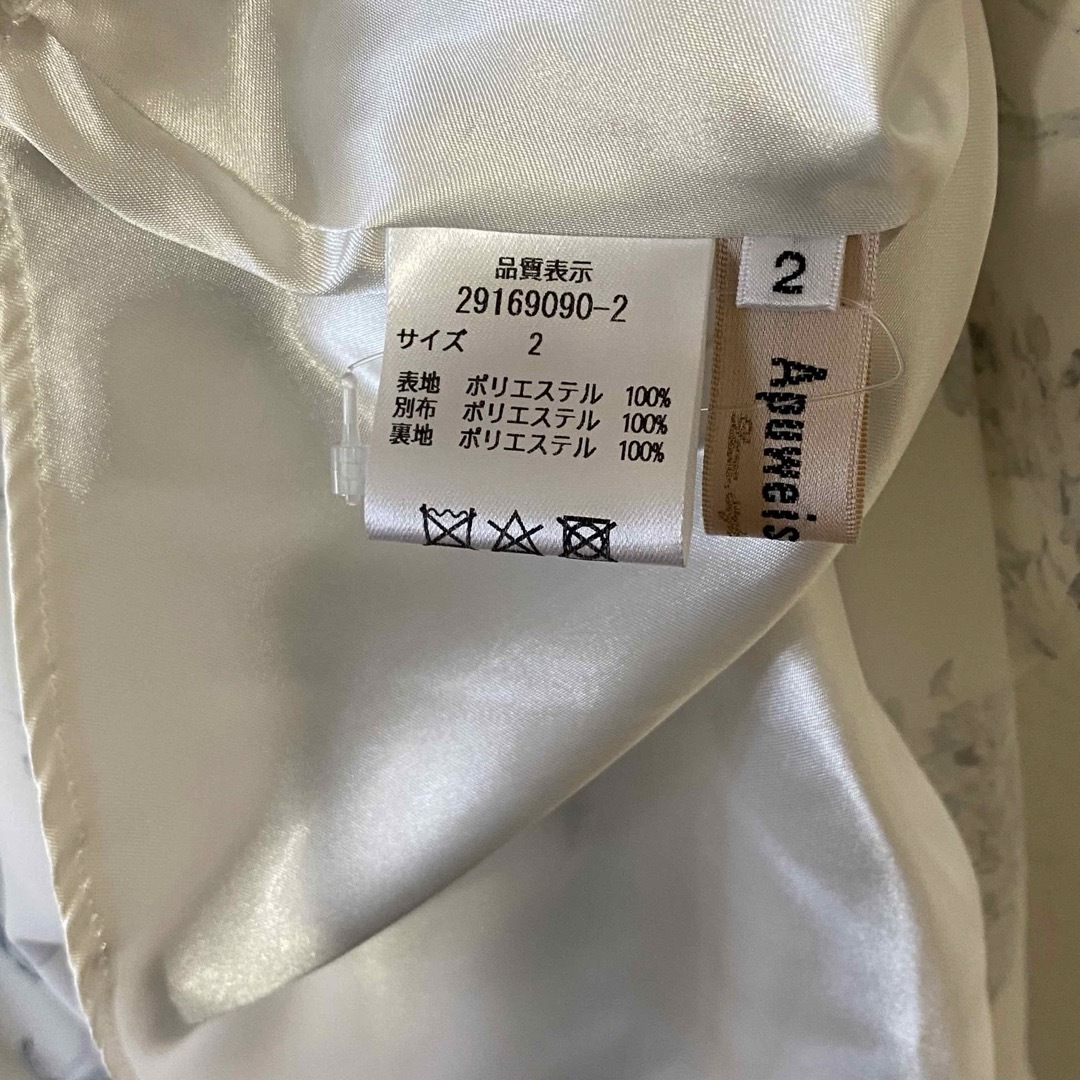 品質表示
29169090-2
サイズ 2
表地 ポリエステル 100%
別布 ポリエステル 100%
裏地 ポリエステル 100%
2
Apuweis